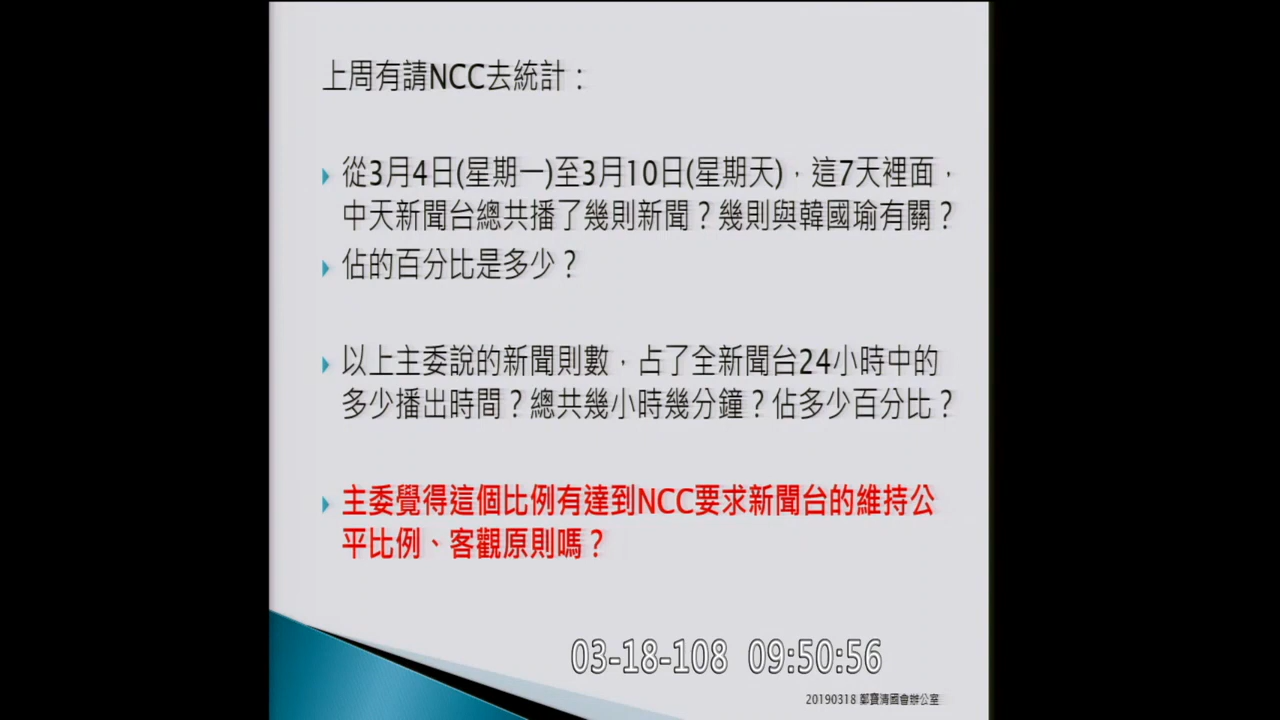 上周有請NCC去統計：
從3月4日(星期一)至3月10日(星期天)，這7天裡面，
中天新聞台總共播了幾則新聞？幾則與韓國瑜有關？
佔的百分比是多少？
以上主委說的新聞則數，占了全新聞台24小時中的
多少播出時間？總共幾小時幾分鐘？佔多少百分比？
主委覺得這個比例有達到NCC要求新聞台的維持公
平比例、客觀原則嗎？
03-18-108 09:50:56
20190318 鄭寶清國會辦公室